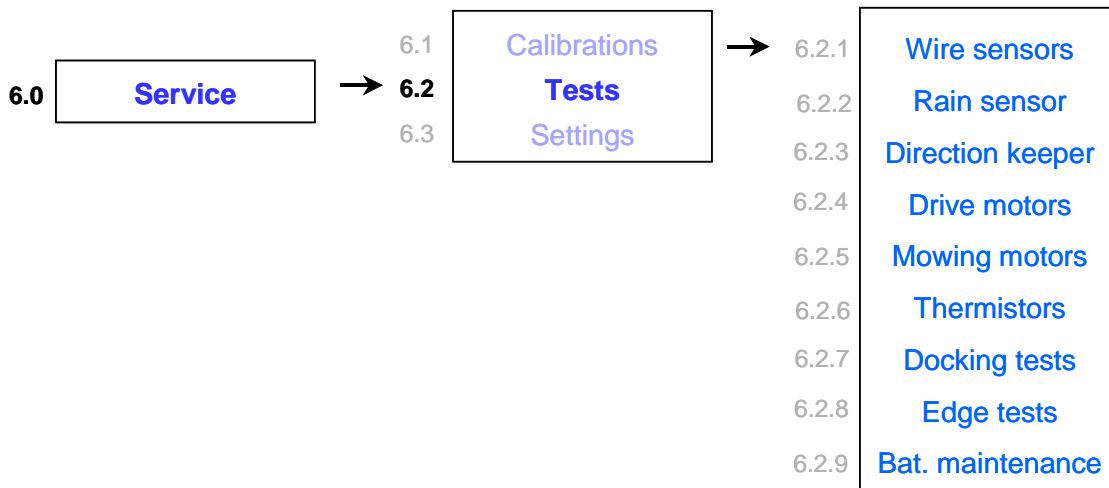 6.0 Service
6.1 Calibrations
6.2 Tests
6.3 Settings
6.2.1 Wire sensors
6.2.2 Rain sensor
6.2.3 Direction keeper
6.2.4 Drive motors
6.2.5 Mowing motors
6.2.6 Thermistors
6.2.7 Docking tests
6.2.8 Edge tests
6.2.9 Bat. maintenance